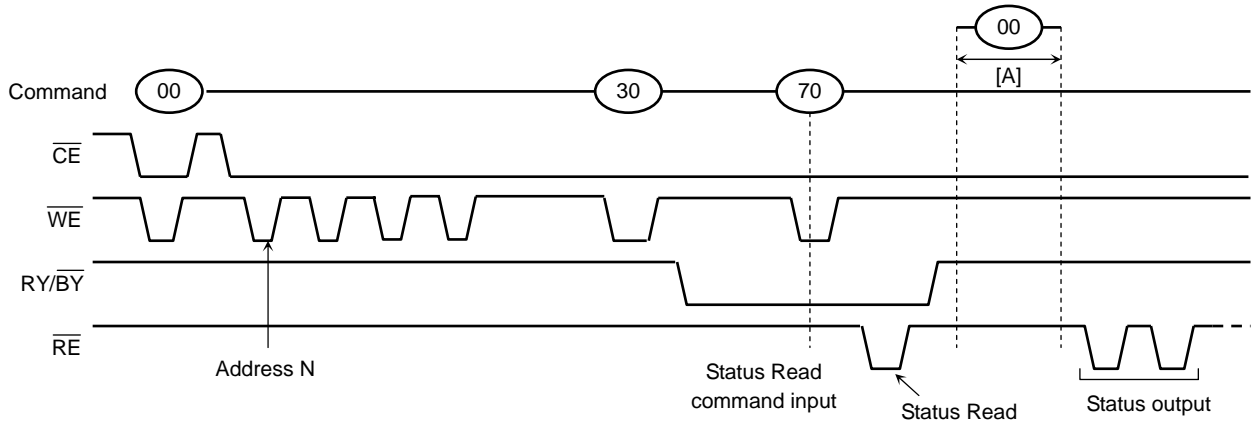 00
[A]
Command 00 30 70
CE
WE
RY/BY
RE
Address N
Status Read
command input
Status Read
Status output